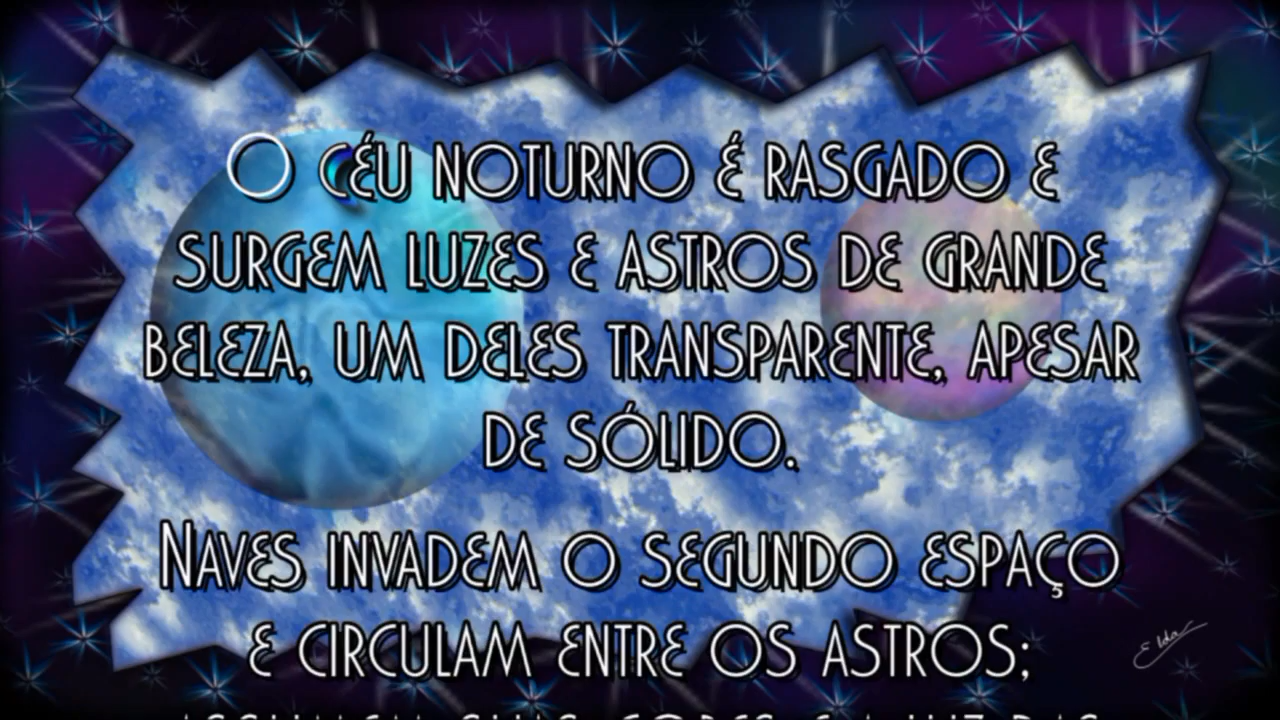 O CÉU NOTURNO É RASGADO E
SURGEM LUZES E ASTROS DE GRANDE
BELEZA, UM DELES TRANSPARENTE, APESAR
DE SÓLIDO.
NAVES INVADEM O SEGUNDO ESPAÇO
E CIRCULAM ENTRE OS ASTROS;
Elda